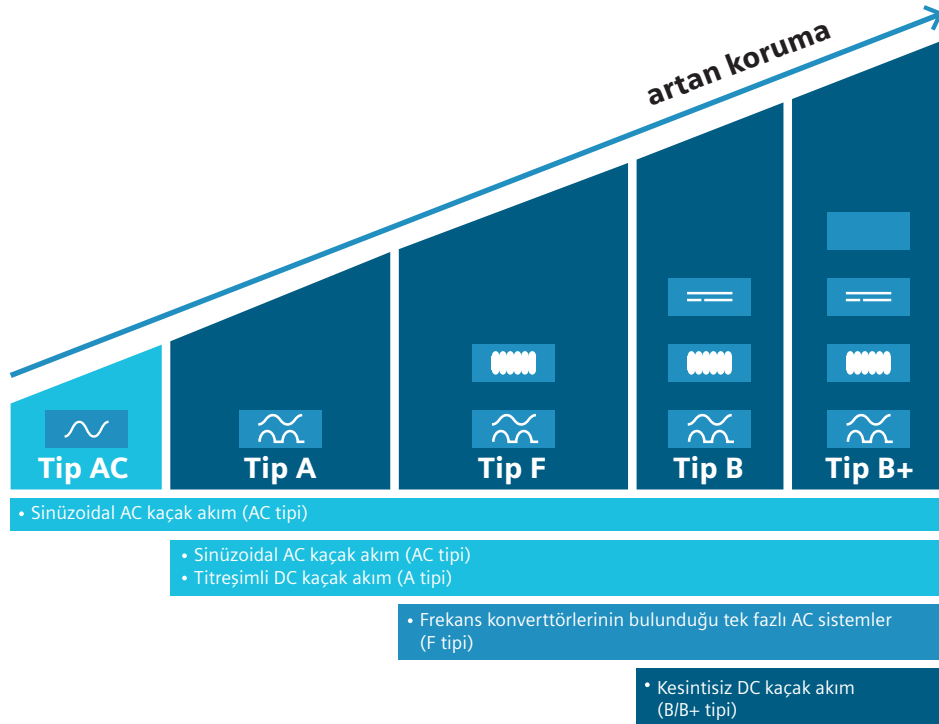 artan koruma
Tip AC
Tip A
Tip F
Tip B
Tip B+
• Sinüzoidal AC kaçak akım (AC tipi)
• Sinüzoidal AC kaçak akım (AC tipi)
• Titreşimli DC kaçak akım (A tipi)
• Frekans konverttörlerinin bulunduğu tek fazlı AC sistemler
(F tipi)
• Kesintisiz DC kaçak akım
(B/B+ tipi)